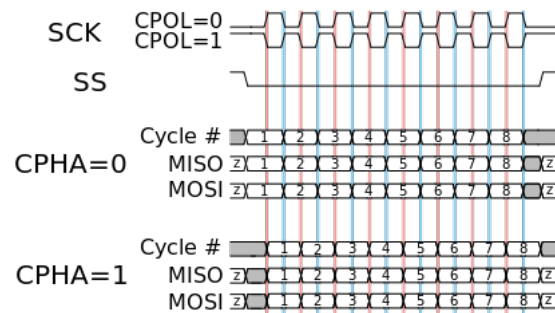 SCK CPOL=0
CPOL=1
SS
Cycle # 1 2 3 4 5 6 7 8
CPHA=0 MISO z 1 2 3 4 5 6 7 8 z
MOSI z 1 2 3 4 5 6 7 8 z
Cycle # 1 2 3 4 5 6 7 8
CPHA=1 MISO z 1 2 3 4 5 6 7 8 z
MOSI z 1 2 3 4 5 6 7 8 z